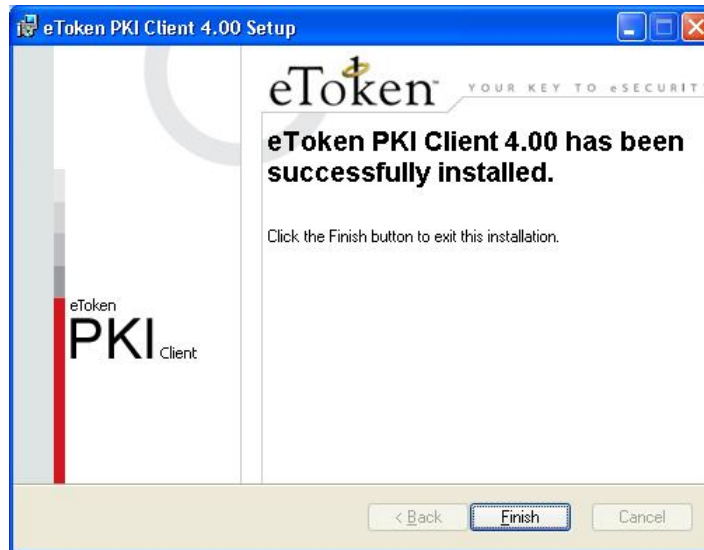 eToken PKI Client 4.00 Setup
eToken™ YOUR KEY TO eSECURITY
eToken PKI Client 4.00 has been
successfully installed.
Click the Finish button to exit this installation.
eToken
PKI Client
< Back Finish Cancel